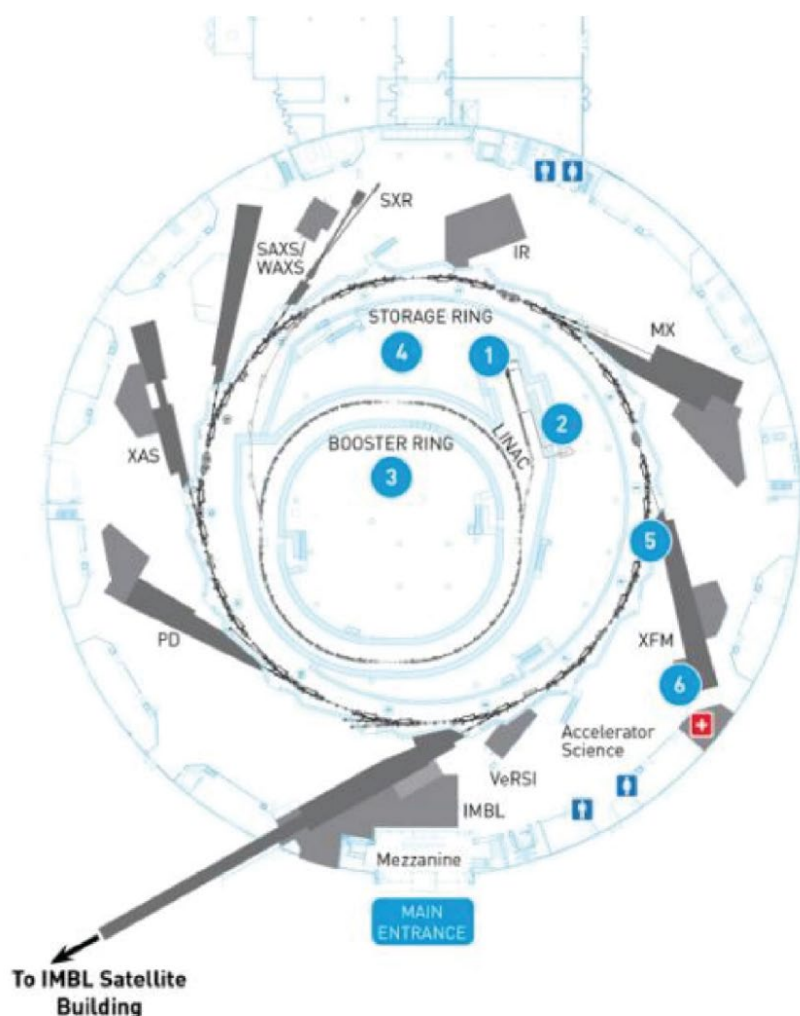 SXR
SAXS/
WAXS
IR
STORAGE RING
4
1
MX
LINAC
2
BOOSTER RING
3
XAS
5
PD
XFM
6
Accelerator
Science
VeRSI
IMBL
Mezzanine
MAIN
ENTRANCE
To IMBL Satellite
Building